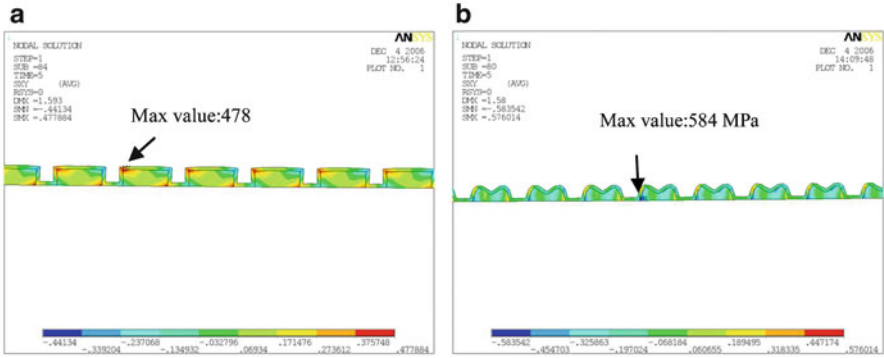 a
ANSYS
1
NODAL SOLUTION
STEP=1
SUB =84
TIME=5
SXY (AVG)
RSYS=0
DMX =1.593
SMN =-.44134
SMX =.477884
DEC 4 2006
12:56:24
PLOT NO. 1
Max value:478
-.44134 -.237068 -.032796 .171476 .375748
-.339204 -.134932 .06934 .273612 .477884
b
ANSYS
1
NODAL SOLUTION
STEP=1
SUB =80
TIME=5
SXY (AVG)
RSYS=0
DMX =1.58
SMN =-.583542
SMX =.576014
DEC 4 2006
14:09:48
PLOT NO. 1
Max value:584 MPa
-.583542 -.325863 -.068184 .189495 .447174
-.454703 -.197024 .060655 .318335 .576014